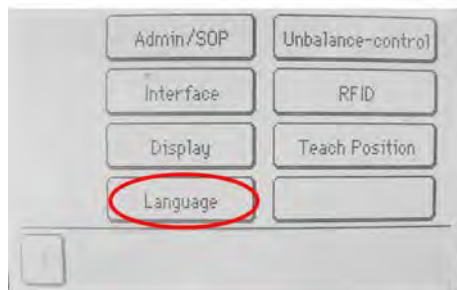 Admin/SOP
Unbalance-control
Interface
RFID
Display
Teach Position
Language